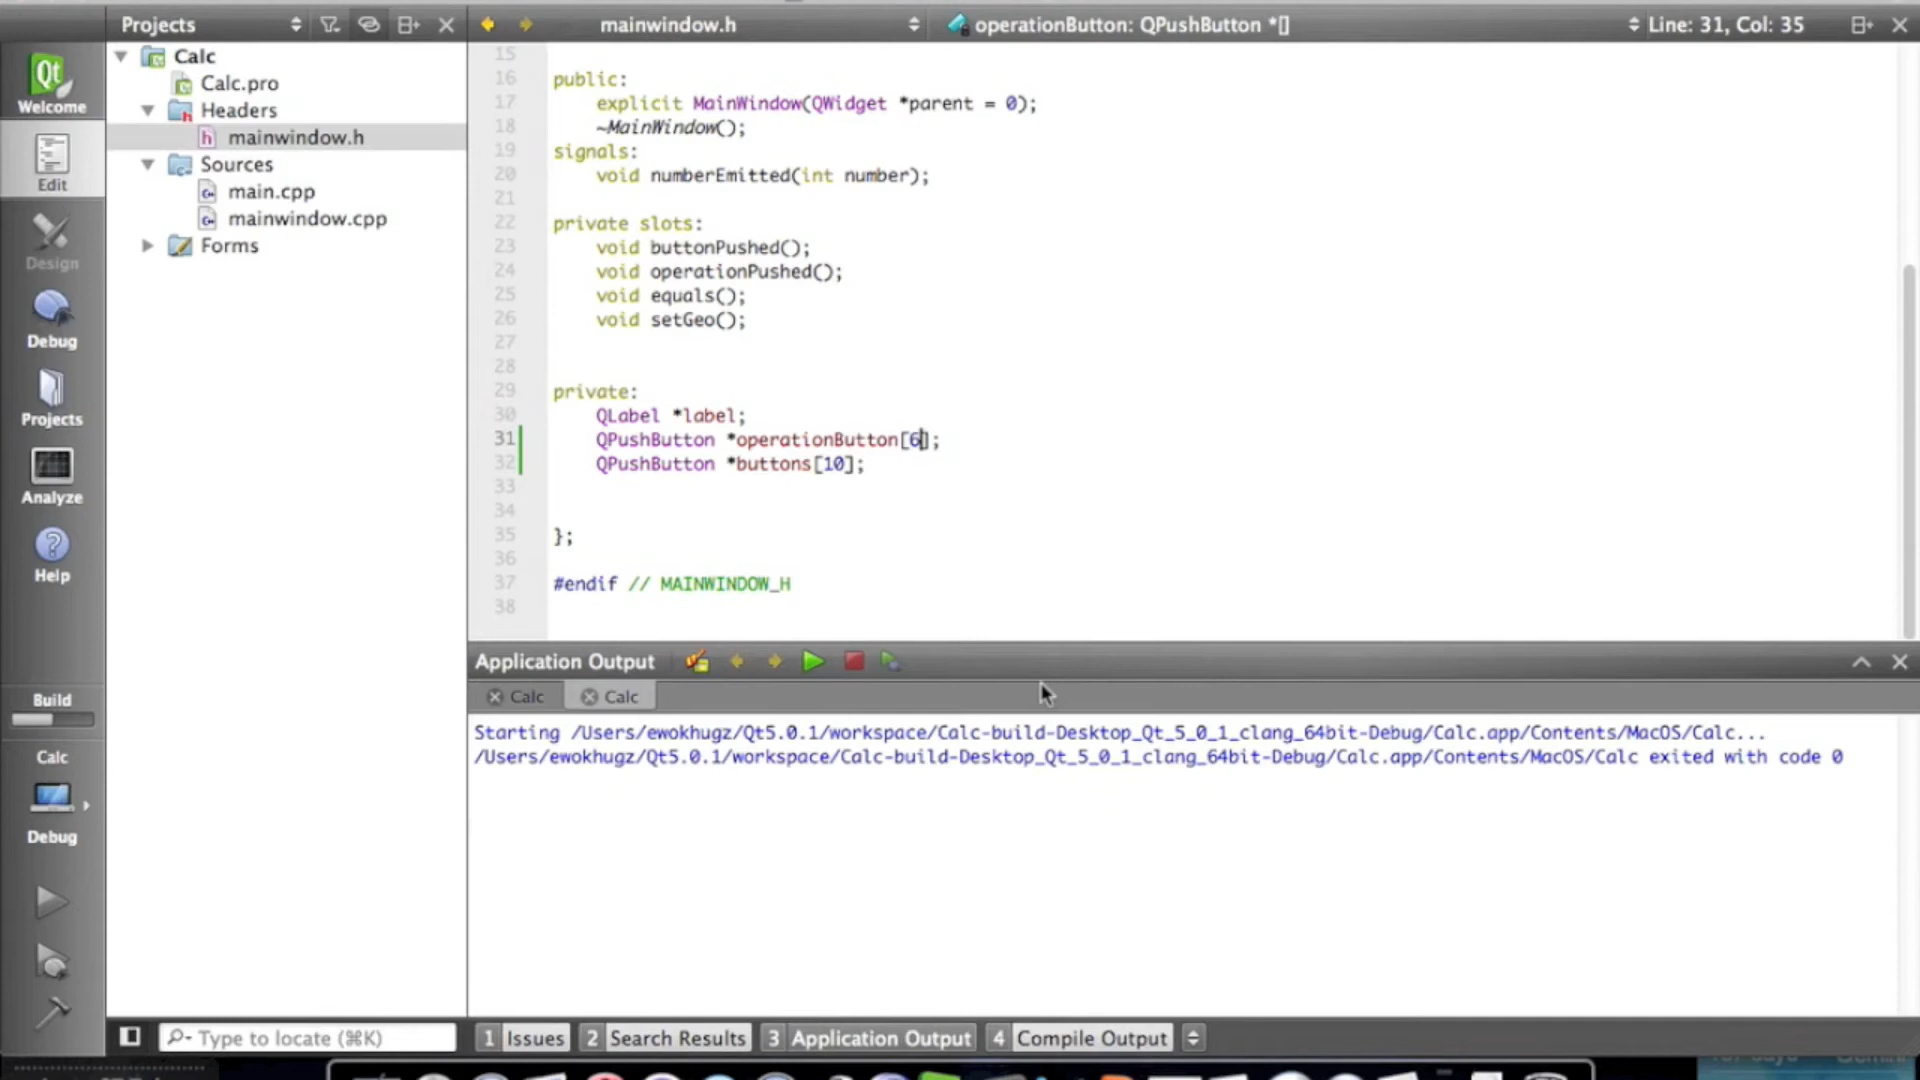 Projects
mainwindow.h
operationButton: QPushButton *[]
Line: 31, Col: 35
Welcome
Edit
Design
Debug
Projects
Analyze
Help
Build
Calc
Debug
Calc
Calc.pro
Headers
mainwindow.h
Sources
main.cpp
mainwindow.cpp
Forms
15
16 public:
17 explicit MainWindow(QWidget *parent = 0);
18 ~MainWindow();
19 signals:
20 void numberEmitted(int number);
21
22 private slots:
23 void buttonPushed();
24 void operationPushed();
25 void equals();
26 void setGeo();
27
28
29 private:
30 QLabel *label;
31 QPushButton *operationButton[6];
32 QPushButton *buttons[10];
33
34
35 };
36
37 #endif // MAINWINDOW_H
38
Application Output
Calc
Calc
Starting /Users/ewokhugz/Qt5.0.1/workspace/Calc-build-Desktop_Qt_5_0_1_clang_64bit-Debug/Calc.app/Contents/MacOS/Calc...
/Users/ewokhugz/Qt5.0.1/workspace/Calc-build-Desktop_Qt_5_0_1_clang_64bit-Debug/Calc.app/Contents/MacOS/Calc exited with code 0
Type to locate (⌘K)
1 Issues
2 Search Results
3 Application Output
4 Compile Output